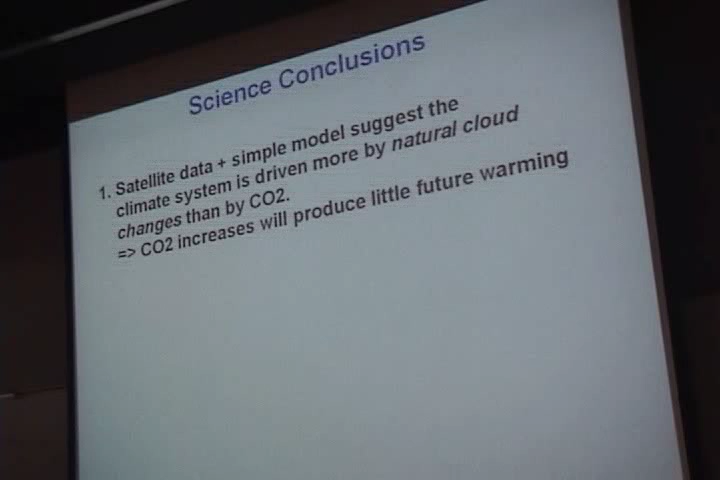 Science Conclusions
1. Satellite data + simple model suggest the
climate system is driven more by natural cloud
changes than by CO2.
=> CO2 increases will produce little future warming